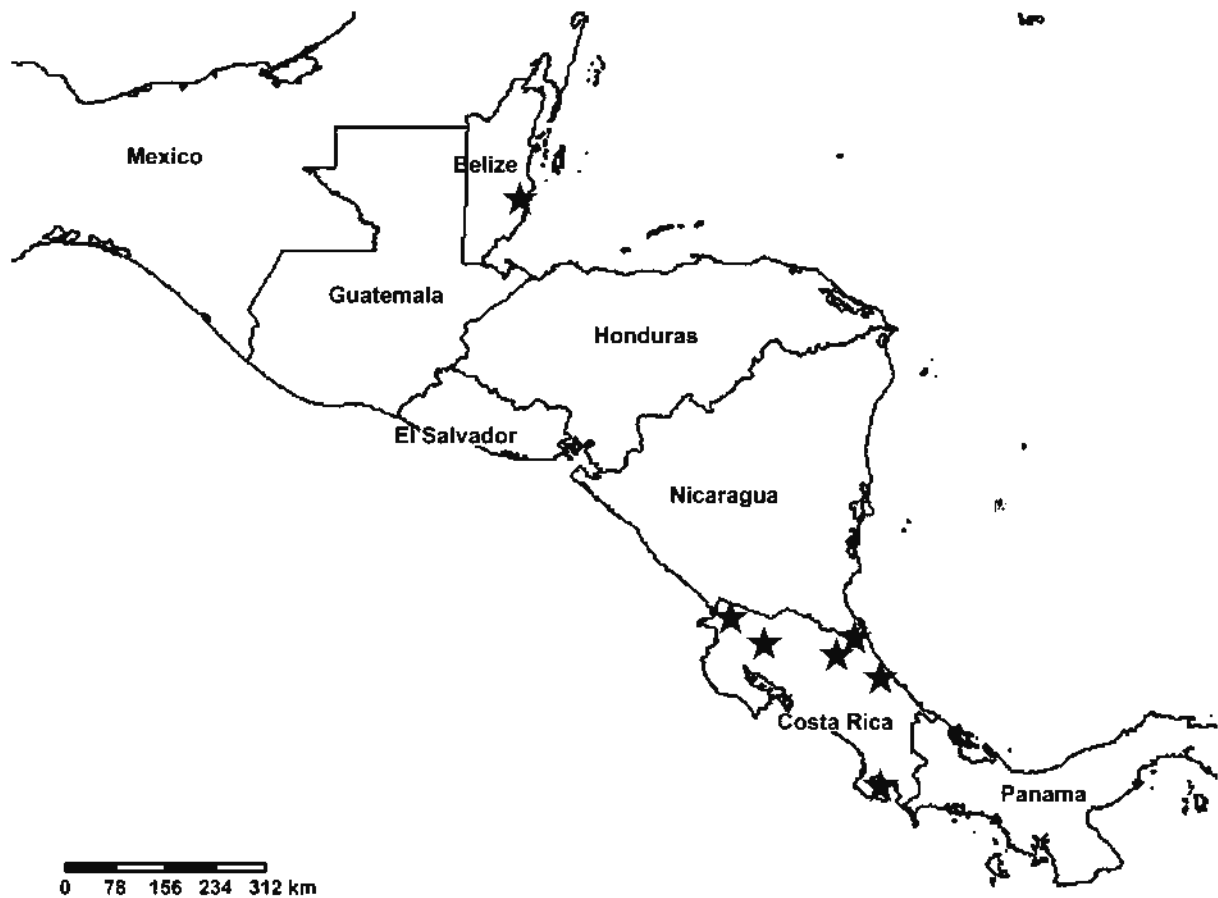 Mexico
Belize
Guatemala
Honduras
El Salvador
Nicaragua
Costa Rica
Panama
0 78 156 234 312 km